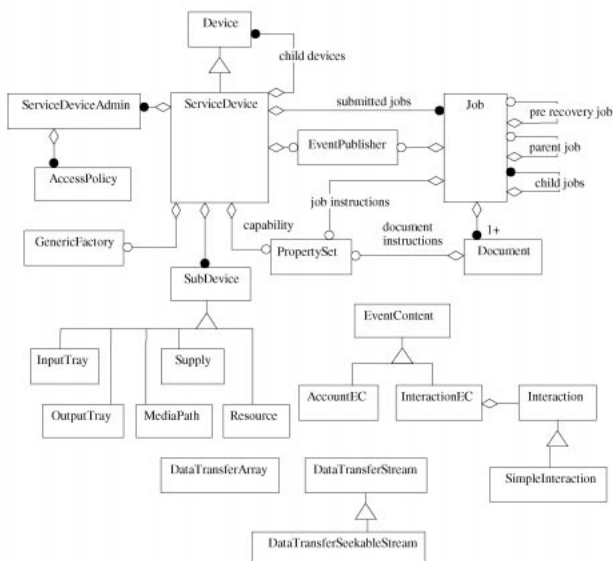 Device
child devices
ServiceDeviceAdmin
ServiceDevice
submitted jobs
Job
pre recovery job
EventPublisher
parent job
AccessPolicy
child jobs
job instructions
capability
document
instructions
1+
GenericFactory
PropertySet
Document
SubDevice
EventContent
InputTray
Supply
AccountEC
InteractionEC
Interaction
OutputTray
MediaPath
Resource
DataTransferArray
DataTransferStream
SimpleInteraction
DataTransferSeekableStream